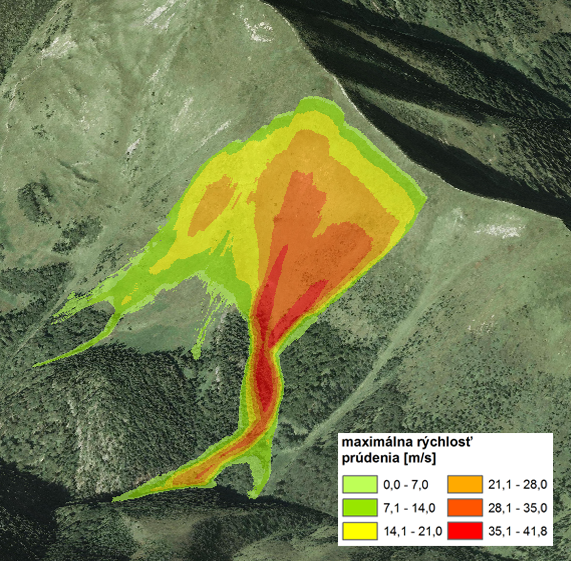 maximálna rýchlosť
prúdenia [m/s]
0,0 - 7,0 21,1 - 28,0
7,1 - 14,0 28,1 - 35,0
14,1 - 21,0 35,1 - 41,8